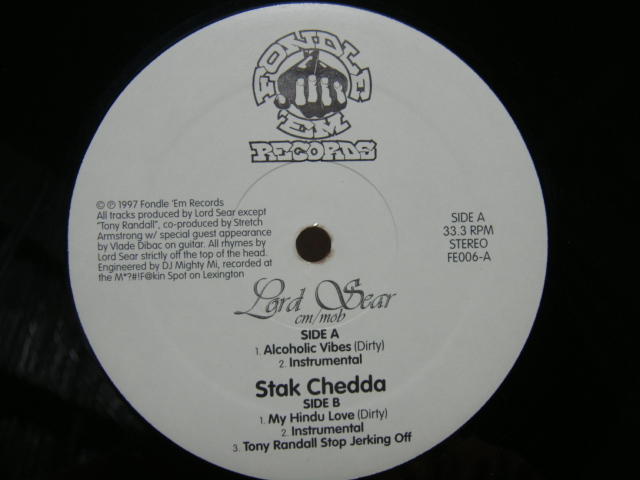 FONDLE
'EM
RECORDS
© ℗ 1997 Fondle 'Em Records
All tracks produced by Lord Sear except
"Tony Randall", co-produced by Stretch
Armstrong w/ special guest appearance
by Vlade Dibac on guitar. All rhymes by
Lord Sear strictly off the top of the head.
Engineered by DJ Mighty Mi, recorded at
the M*?#!F@kin Spot on Lexington
SIDE A
33.3 RPM
STEREO
FE006-A
Lord Sear
cm/mob
SIDE A
1. Alcoholic Vibes (Dirty)
2. Instrumental
Stak Chedda
SIDE B
1. My Hindu Love (Dirty)
2. Instrumental
3. Tony Randall Stop Jerking Off